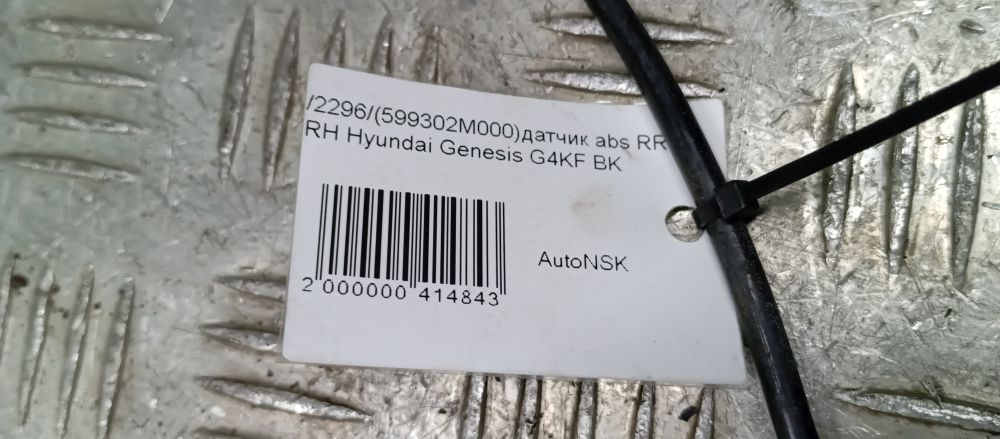 /2296/(599302M000)датчик abs RR
RH Hyundai Genesis G4KF BK
AutoNSK
2 000000 414843